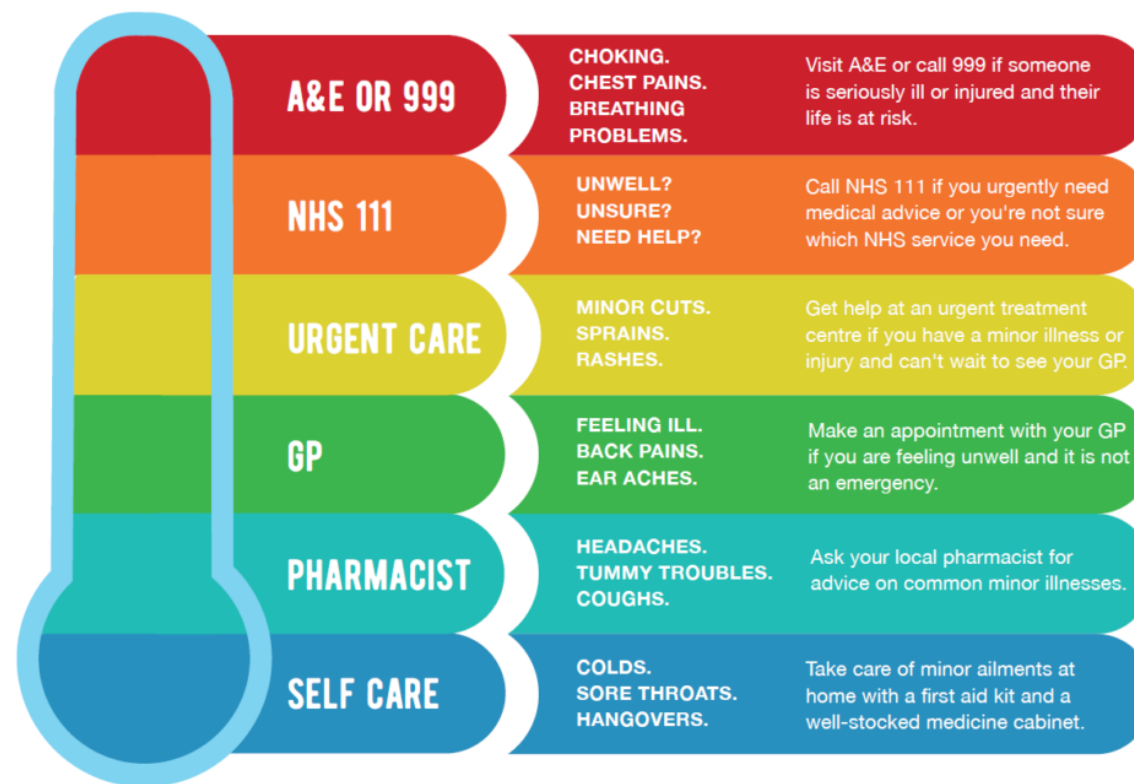 A&E OR 999
CHOKING.
CHEST PAINS.
BREATHING
PROBLEMS.
Visit A&E or call 999 if someone
is seriously ill or injured and their
life is at risk.
NHS 111
UNWELL?
UNSURE?
NEED HELP?
Call NHS 111 if you urgently need
medical advice or you're not sure
which NHS service you need.
URGENT CARE
MINOR CUTS.
SPRAINS.
RASHES.
Get help at an urgent treatment
centre if you have a minor illness or
injury and can't wait to see your GP.
GP
FEELING ILL.
BACK PAINS.
EAR ACHES.
Make an appointment with your GP
if you are feeling unwell and it is not
an emergency.
PHARMACIST
HEADACHES.
TUMMY TROUBLES.
COUGHS.
Ask your local pharmacist for
advice on common minor illnesses.
SELF CARE
COLDS.
SORE THROATS.
HANGOVERS.
Take care of minor ailments at
home with a first aid kit and a
well-stocked medicine cabinet.